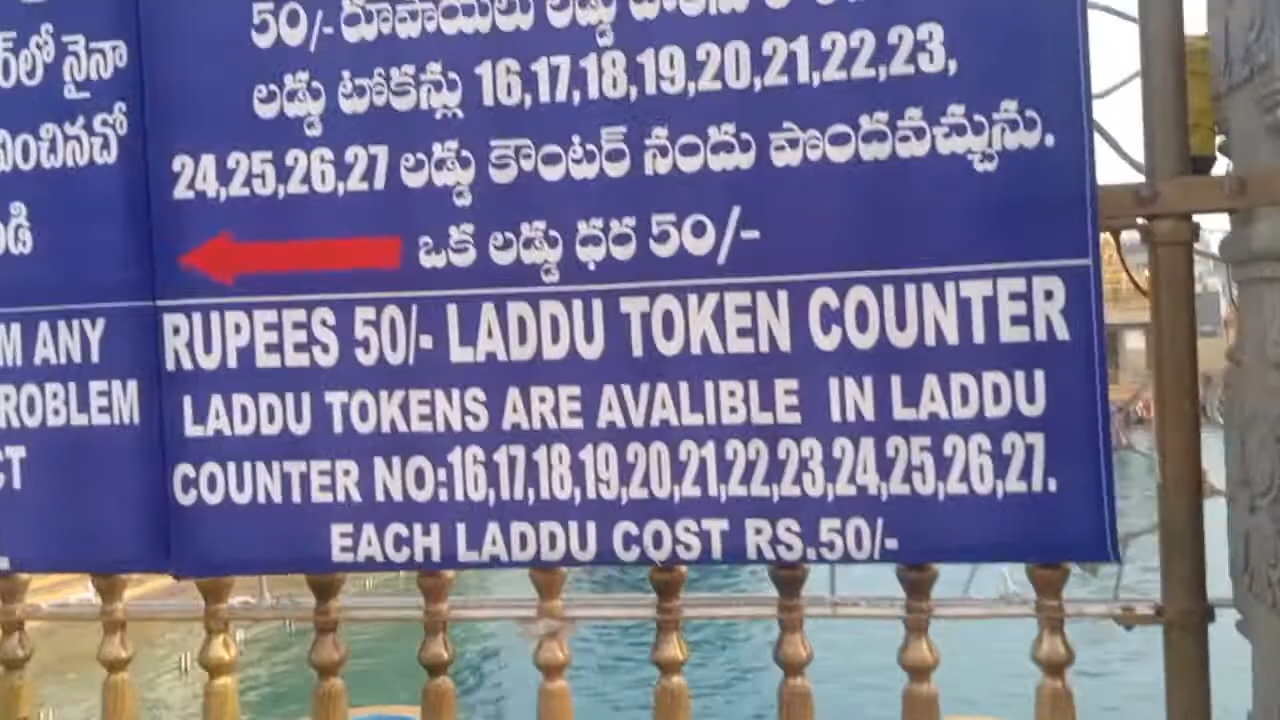 ర్‌లో నైనా
వించినచో
డి
M ANY
ROBLEM
CT
50/- రూపాయలు లడ్డు టోకెను
లడ్డు టోకన్లు 16,17,18,19,20,21,22,23,
24,25,26,27 లడ్డు కౌంటర్ నందు పొందవచ్చును.
ఒక లడ్డు ధర 50/-
RUPEES 50/- LADDU TOKEN COUNTER
LADDU TOKENS ARE AVALIBLE IN LADDU
COUNTER NO:16,17,18,19,20,21,22,23,24,25,26,27.
EACH LADDU COST RS.50/-